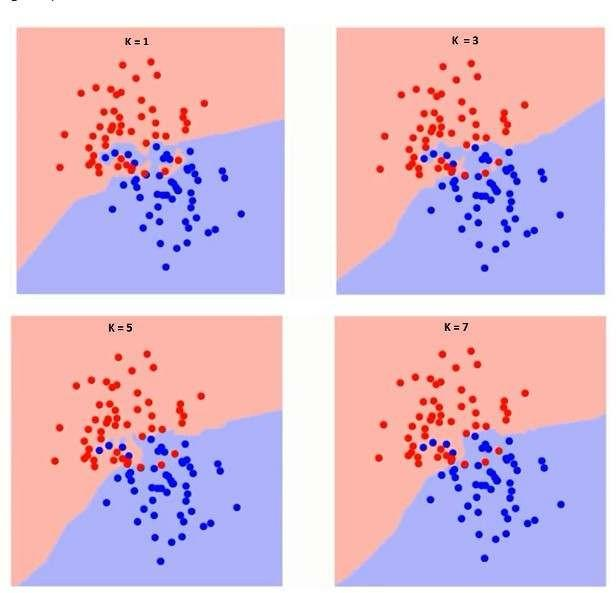 K = 1
K = 3
K = 5
K = 7